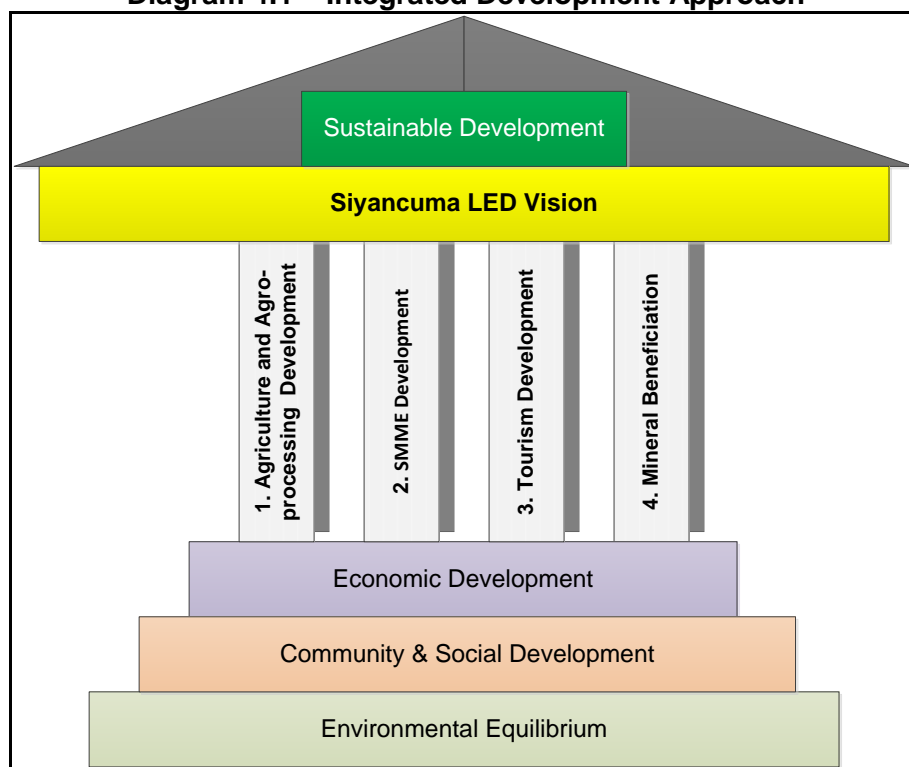 Diagram 4.1 – Integrated Development Approach
Sustainable Development
Siyancuma LED Vision
1. Agriculture and Agro-
processing Development
2. SMME Development
3. Tourism Development
4. Mineral Beneficiation
Economic Development
Community & Social Development
Environmental Equilibrium